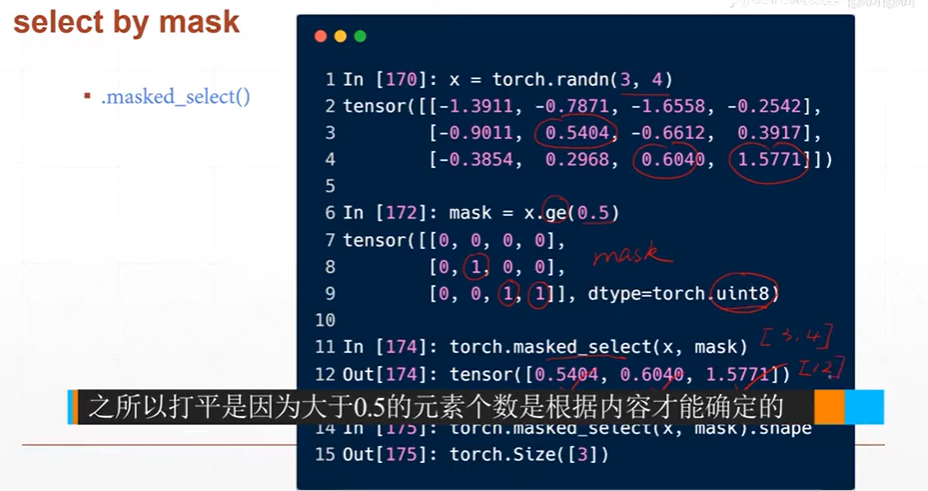 select by mask
.masked_select()
1 In [170]: x = torch.randn(3, 4)
2 tensor([[-1.3911, -0.7871, -1.6558, -0.2542],
3 [-0.9011, 0.5404, -0.6612, 0.3917],
4 [-0.3854, 0.2968, 0.6040, 1.5771]])
5
6 In [172]: mask = x.ge(0.5)
7 tensor([[0, 0, 0, 0],
8 [0, 1, 0, 0],
mask
9 [0, 0, 1, 1]], dtype=torch.uint8)
10
11 In [174]: torch.masked_select(x, mask)
[3,4]
12 Out[174]: tensor([0.5404, 0.6040, 1.5771])
[12]
之所以打平是因为大于0.5的元素个数是根据内容才能确定的
14 In [175]: torch.masked_select(x, mask).shape
15 Out[175]: torch.Size([3])